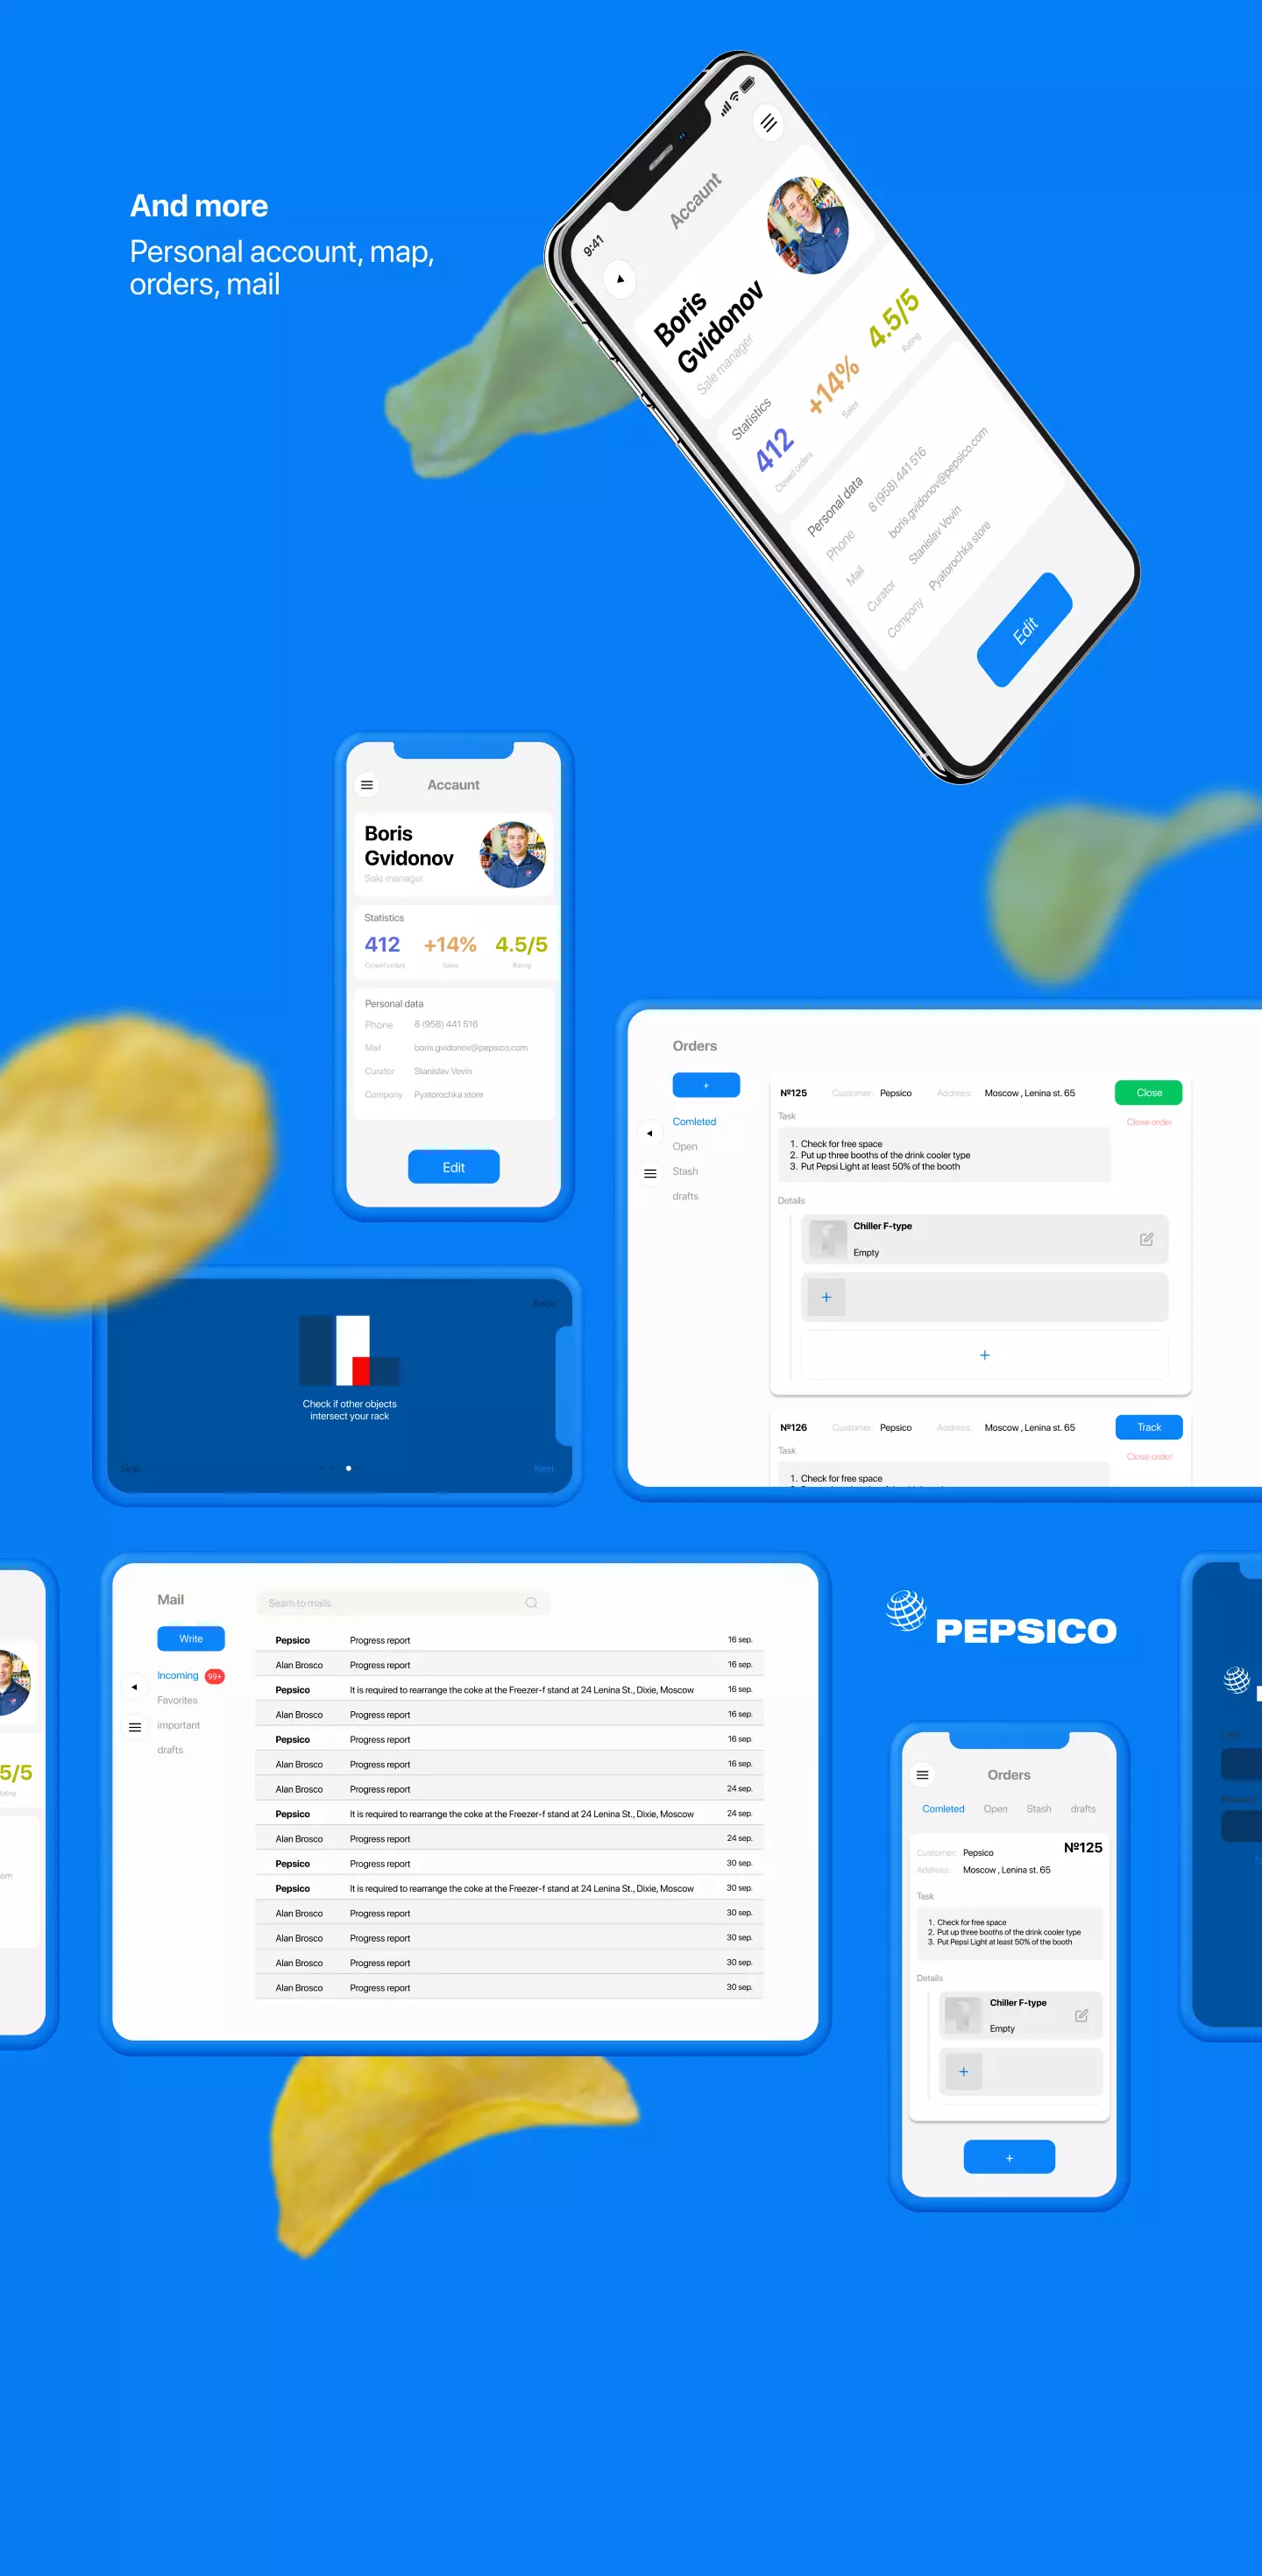 And more
Personal account, map,
orders, mail
9:41
Accaunt
Boris
Gvidonov
Sale manager
Statistics
412
+14%
4.5/5
Closed orders
Sales
Rating
Personal data
Phone 8 (958) 441 516
Mail boris.gvidonov@pepsico.com
Curator Stanislav Vovin
Compony Pyatorochka store
Edit
Accaunt
Boris
Gvidonov
Sale manager
Statistics
412 +14% 4.5/5
Closed orders Sales Rating
Personal data
Phone 8 (958) 441 516
Mail boris.gvidonov@pepsico.com
Curator Stanislav Vovin
Compony Pyatorochka store
Edit
Orders
+
Comleted
Open
Stash
drafts
№125 Customer: Pepsico Address: Moscow , Lenina st. 65 Close
Close order
Task
1. Check for free space
2. Put up three booths of the drink cooler type
3. Put Pepsi Light at least 50% of the booth
Details
Chiller F-type
Empty
+
+
№126 Customer: Pepsico Address: Moscow , Lenina st. 65 Track
Close order
Task
1. Check for free space
Back
Check if other objects
intersect your rack
Skip
Next
5/5
Rating
om
Mail
Write
Incoming 99+
Favorites
important
drafts
Searh to mails
Pepsico Progress report 16 sep.
Alan Brosco Progress report 16 sep.
Pepsico It is required to rearrange the coke at the Freezer-f stand at 24 Lenina St., Dixie, Moscow 16 sep.
Alan Brosco Progress report 16 sep.
Pepsico Progress report 16 sep.
Alan Brosco Progress report 16 sep.
Alan Brosco Progress report 24 sep.
Pepsico It is required to rearrange the coke at the Freezer-f stand at 24 Lenina St., Dixie, Moscow 24 sep.
Alan Brosco Progress report 24 sep.
Pepsico Progress report 30 sep.
Pepsico It is required to rearrange the coke at the Freezer-f stand at 24 Lenina St., Dixie, Moscow 30 sep.
Alan Brosco Progress report 30 sep.
Alan Brosco Progress report 30 sep.
Alan Brosco Progress report 30 sep.
Alan Brosco Progress report 30 sep.
PEPSICO
Orders
Comleted Open Stash drafts
№125
Customer: Pepsico
Address: Moscow , Lenina st. 65
Task
1. Check for free space
2. Put up three booths of the drink cooler type
3. Put Pepsi Light at least 50% of the booth
Details
Chiller F-type
Empty
+
+